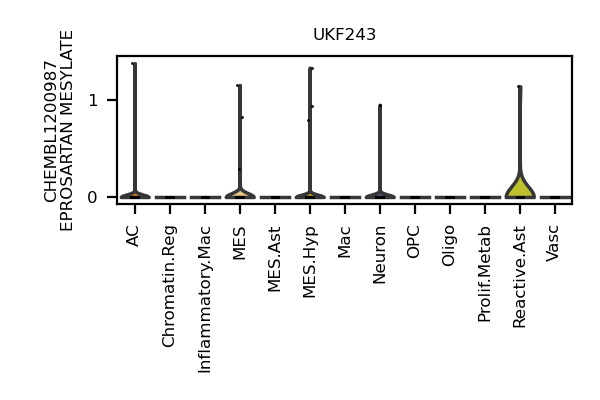 UKF243
CHEMBL1200987
EPROSARTAN MESYLATE
1
0
AC
Chromatin.Reg
Inflammatory.Mac
MES
MES.Ast
MES.Hyp
Mac
Neuron
OPC
Oligo
Prolif.Metab
Reactive.Ast
Vasc